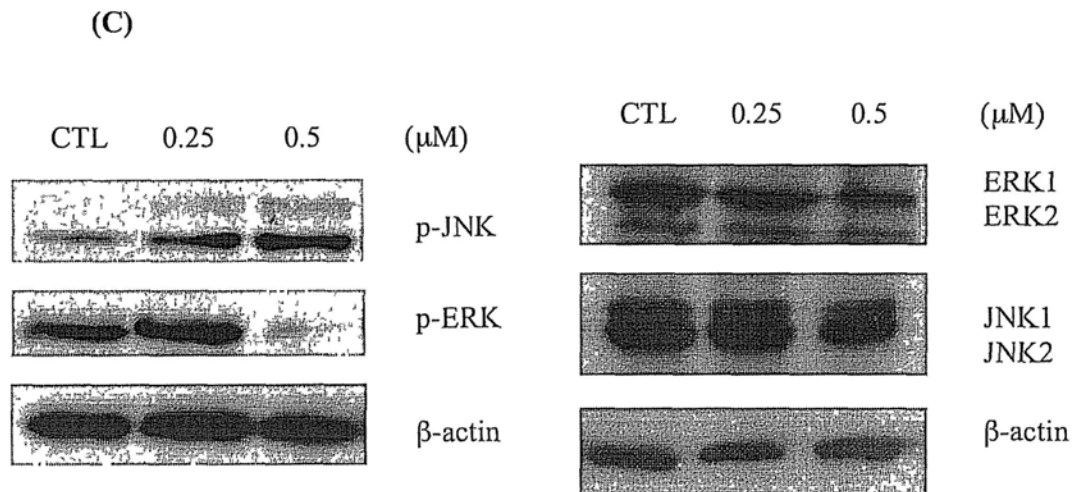 (C)
CTL 0.25 0.5 (µM)
p-JNK
p-ERK
β-actin
CTL 0.25 0.5 (µM)
ERK1
ERK2
JNK1
JNK2
β-actin